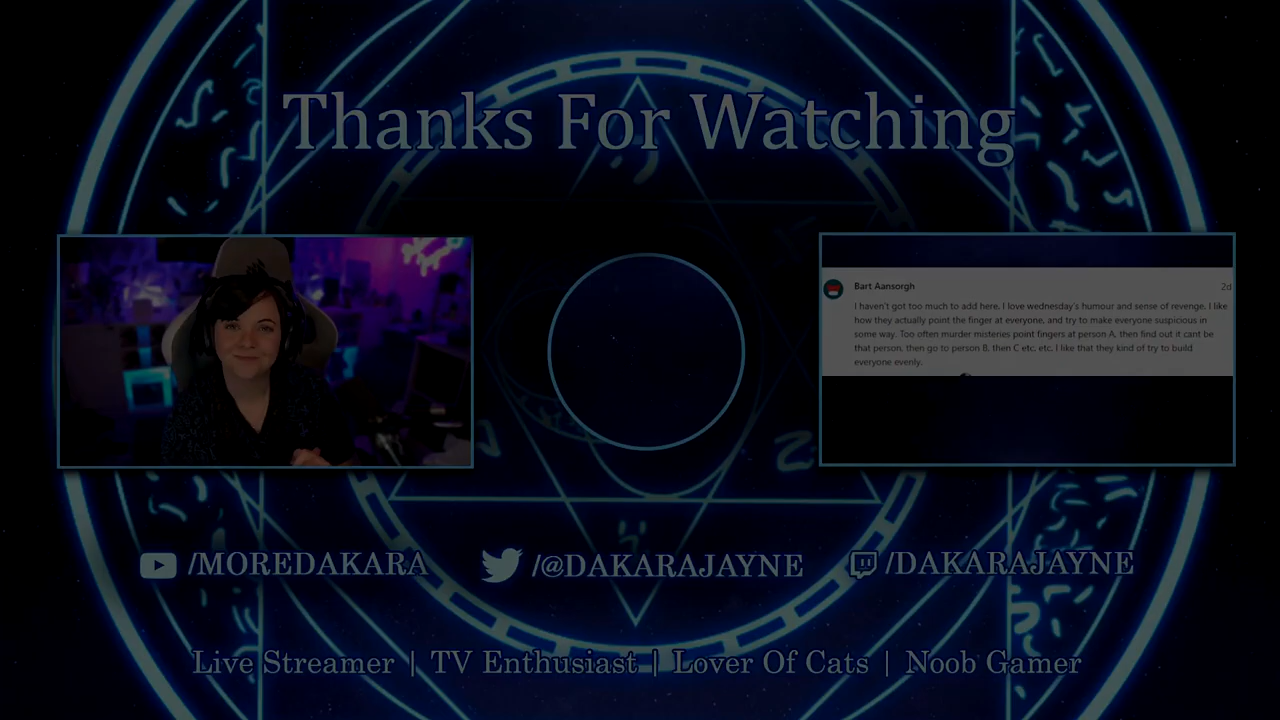 Thanks For Watching
Bart Aansorgh 2d
I haven't got too much to add here, I love wednesday's humour and sense of revenge. I like
how they actually point the finger at everyone, and try to make everyone suspicious in
some way. Too often murder misteries point fingers at person A, then find out it cant be
that person, then go to person B, then C etc, etc, I like that they kind of try to build
everyone evenly.
/MOREDAKARA /@DAKARAJAYNE /DAKARAJAYNE
Live Streamer | TV Enthusiast | Lover Of Cats | Noob Gamer